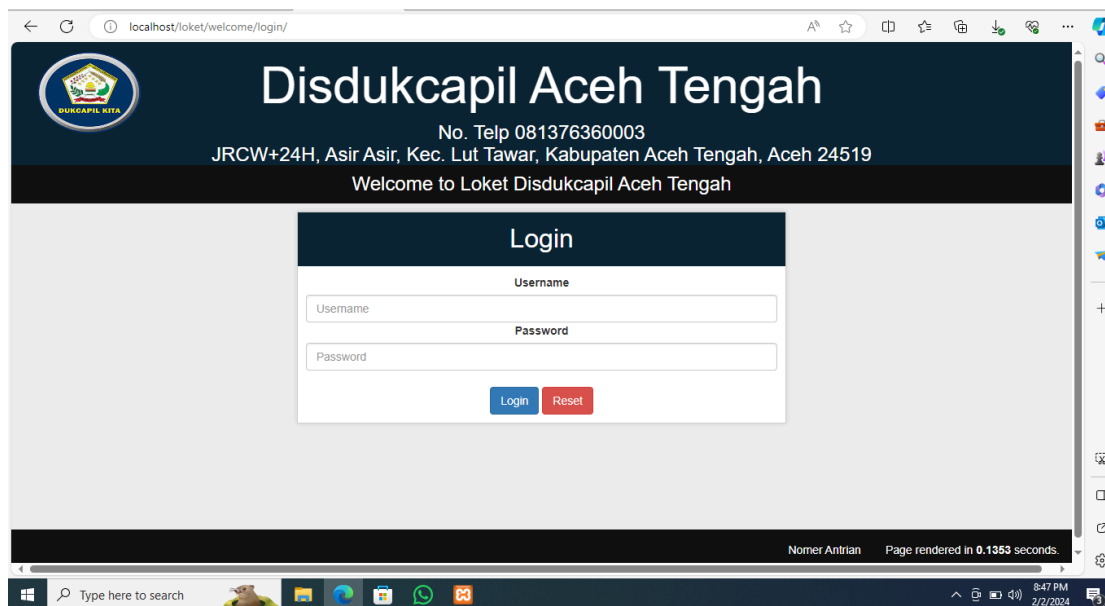 localhost/loket/welcome/login/
DUKCAPIL KITA
Disdukcapil Aceh Tengah
No. Telp 081376360003
JRCW+24H, Asir Asir, Kec. Lut Tawar, Kabupaten Aceh Tengah, Aceh 24519
Welcome to Loket Disdukcapil Aceh Tengah
Login
Username
Username
Password
Password
Login Reset
Nomer Antrian Page rendered in 0.1353 seconds.
Type here to search
8:47 PM
2/2/2024